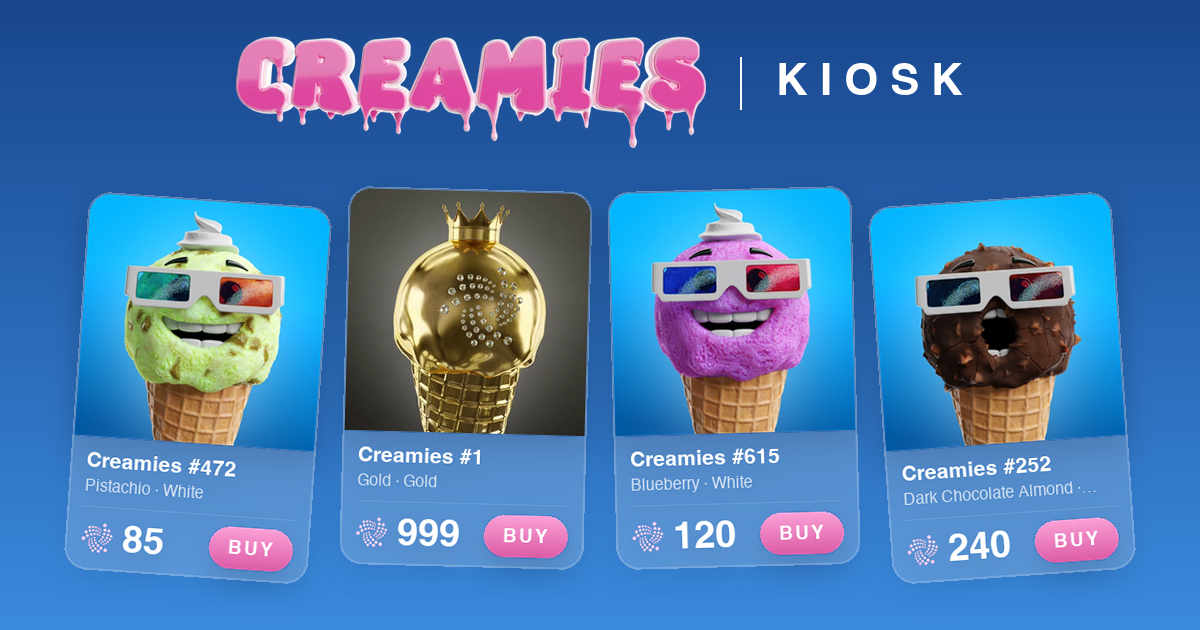 CREAMIES | KIOSK
Creamies #472
Pistachio · White
85 BUY
Creamies #1
Gold · Gold
999 BUY
Creamies #615
Blueberry · White
120 BUY
Creamies #252
Dark Chocolate Almond ·...
240 BUY